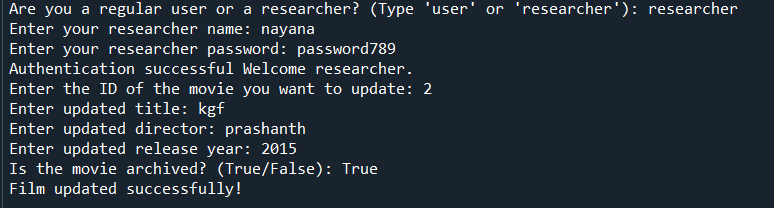 Are you a regular user or a researcher? (Type 'user' or 'researcher'): researcher
Enter your researcher name: nayana
Enter your researcher password: password789
Authentication successful Welcome researcher.
Enter the ID of the movie you want to update: 2
Enter updated title: kgf
Enter updated director: prashanth
Enter updated release year: 2015
Is the movie archived? (True/False): True
Film updated successfully!